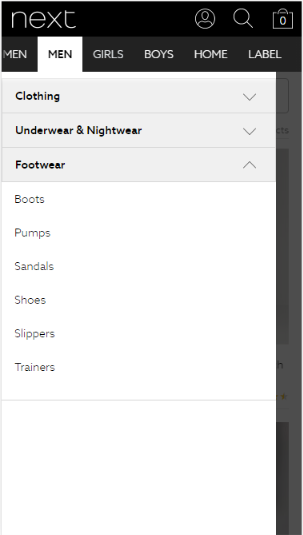 next
0
MEN MEN GIRLS BOYS HOME LABEL
Clothing
Underwear & Nightwear
Footwear
Boots
Pumps
Sandals
Shoes
Slippers
Trainers